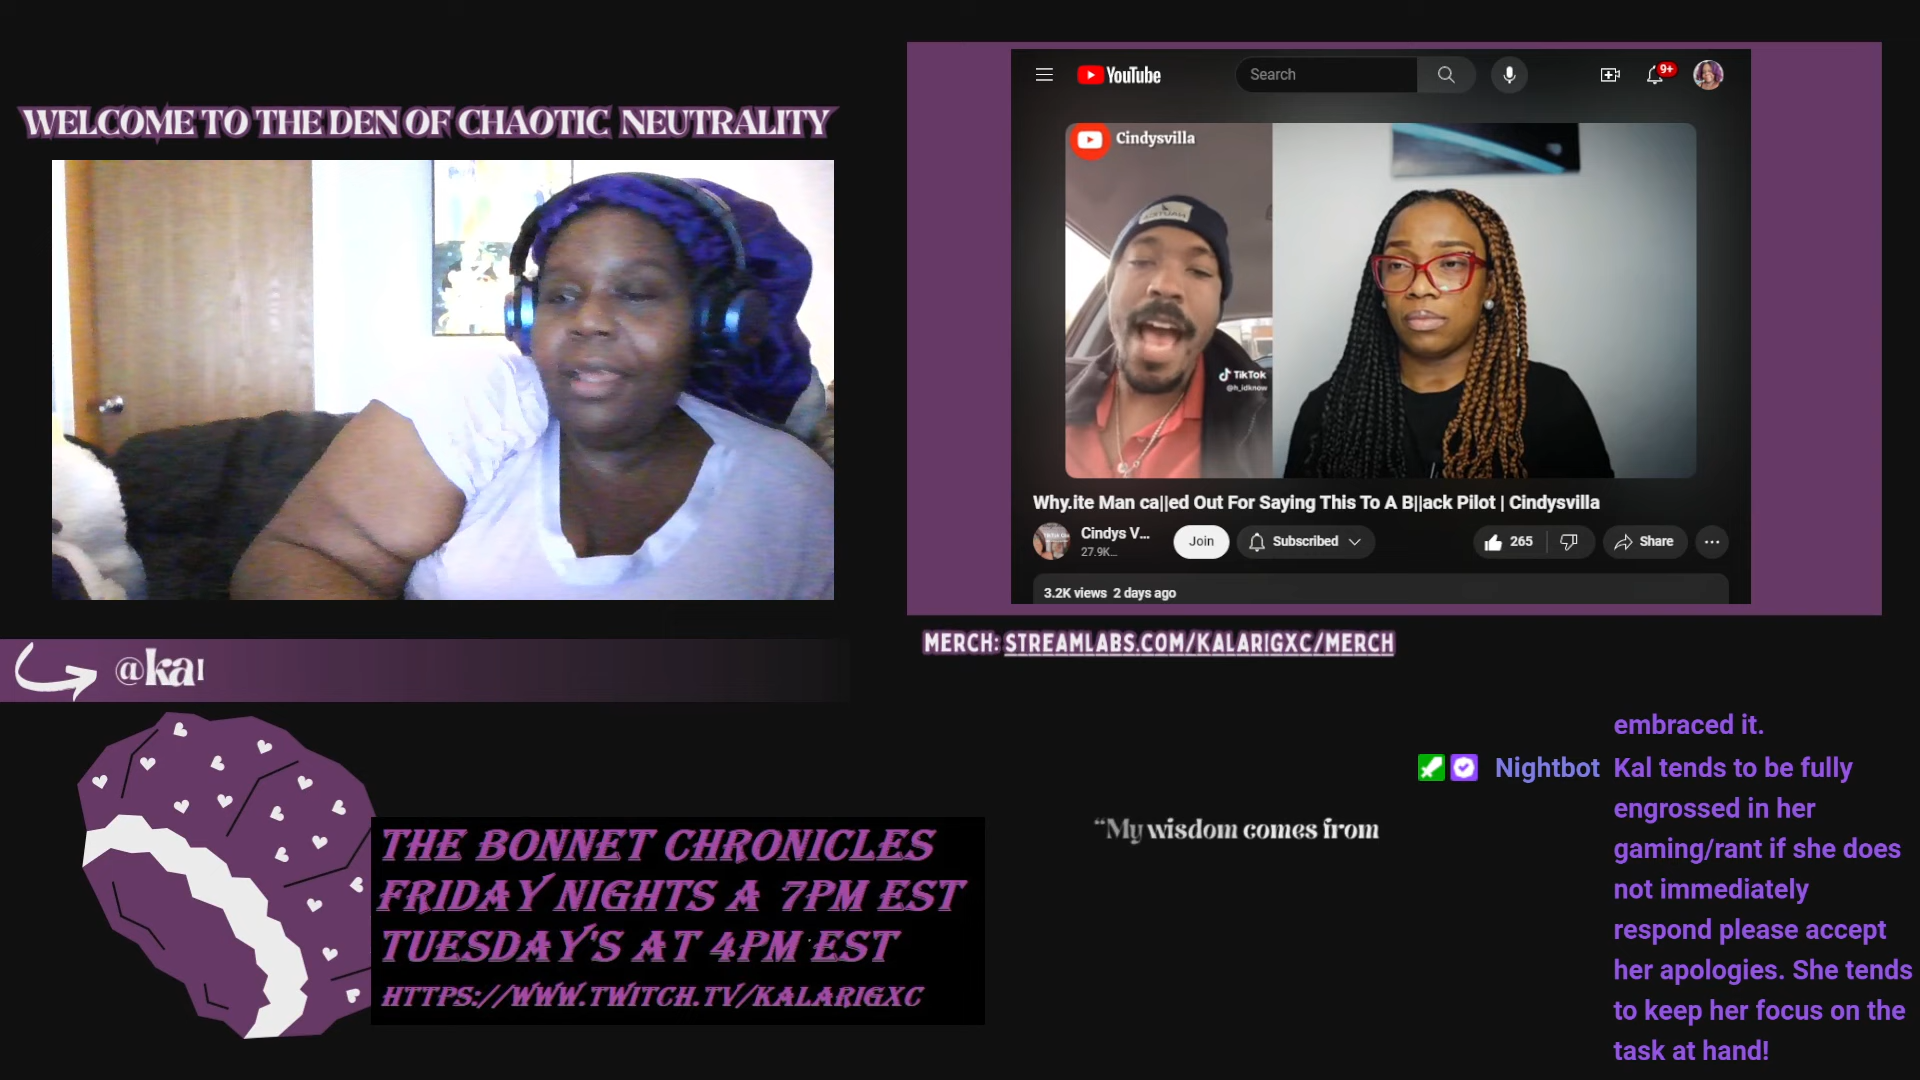 WELCOME TO THE DEN OF CHAOTIC NEUTRALITY
YouTube
Search
9+
Cindysvilla
NAUTICA
TikTok
@h_idknow
Why.ite Man ca||ed Out For Saying This To A B||ack Pilot | Cindysvilla
Cindys V...
27.9K...
Join
Subscribed
265
Share
3.2K views 2 days ago
MERCH: STREAMLABS.COM/KALARIGXC/MERCH
@kal
THE BONNET CHRONICLES
FRIDAY NIGHTS A 7PM EST
TUESDAY'S AT 4PM EST
HTTPS://WWW.TWITCH.TV/KALARIGXC
“My wisdom comes from
embraced it.
Nightbot Kal tends to be fully
engrossed in her
gaming/rant if she does
not immediately
respond please accept
her apologies. She tends
to keep her focus on the
task at hand!